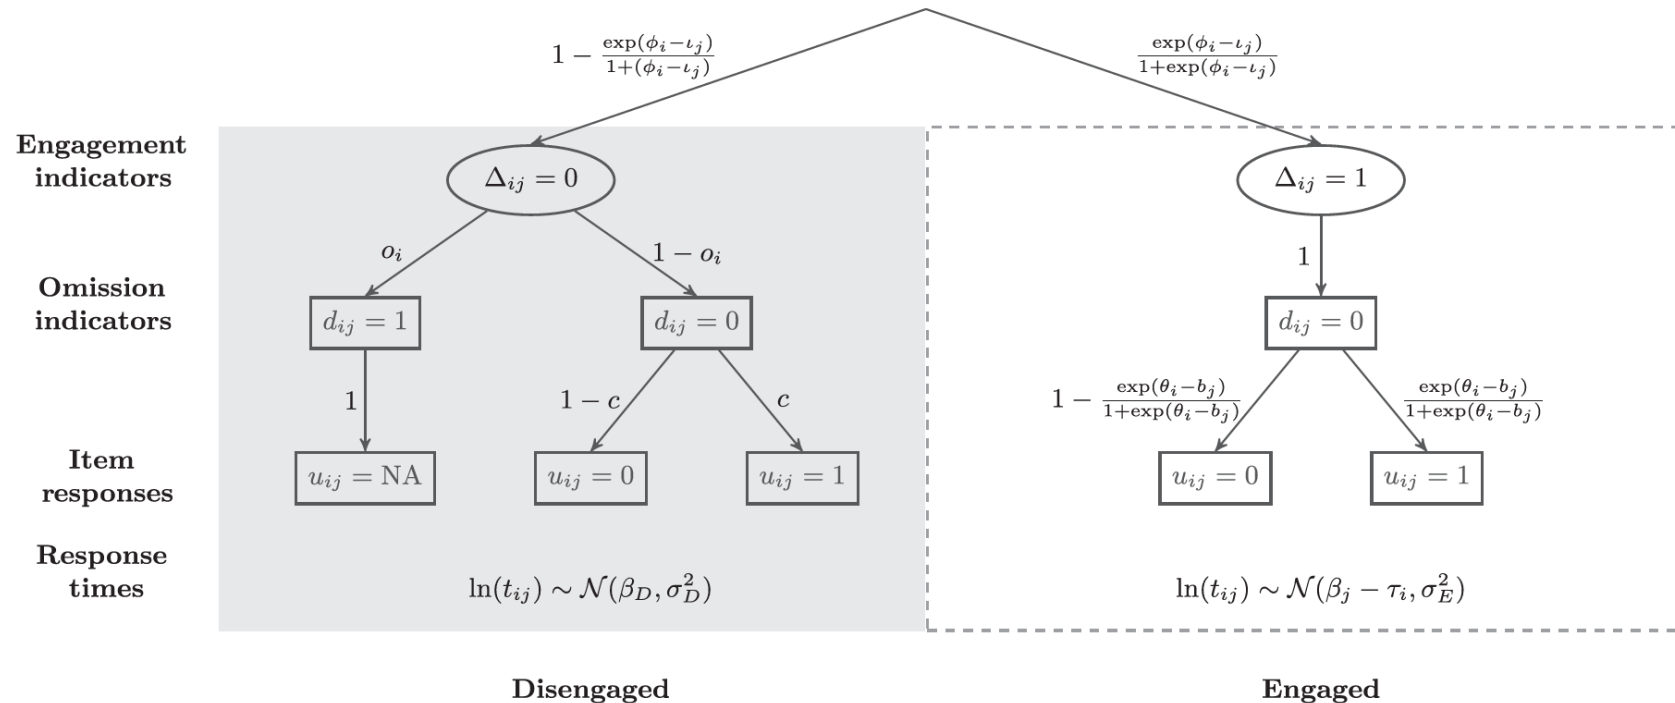 1 − exp(ϕᵢ−ιⱼ) / 1+(ϕᵢ−ιⱼ)
exp(ϕᵢ−ιⱼ) / 1+exp(ϕᵢ−ιⱼ)
Engagement
indicators
Δᵢⱼ = 0
Δᵢⱼ = 1
oᵢ
1 − oᵢ
1
Omission
indicators
dᵢⱼ = 1
dᵢⱼ = 0
dᵢⱼ = 0
1
1 − c
c
1 − exp(θᵢ−bⱼ) / 1+exp(θᵢ−bⱼ)
exp(θᵢ−bⱼ) / 1+exp(θᵢ−bⱼ)
Item
responses
uᵢⱼ = NA
uᵢⱼ = 0
uᵢⱼ = 1
uᵢⱼ = 0
uᵢⱼ = 1
Response
times
ln(tᵢⱼ) ∼ 𝒩(β_D, σ²_D)
ln(tᵢⱼ) ∼ 𝒩(βⱼ − τᵢ, σ²_E)
Disengaged
Engaged